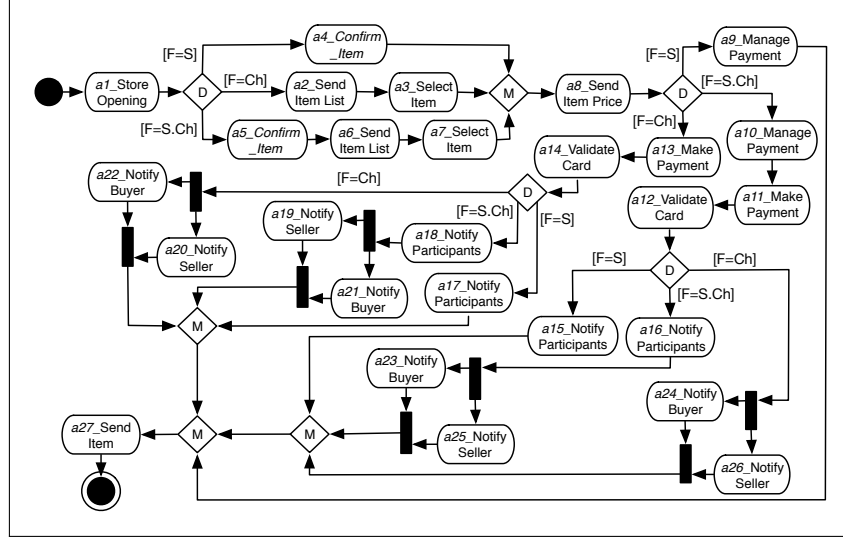 a4_Confirm
_Item
[F=S]
a9_Manage
Payment
[F=S]
a1_Store
Opening
D
[F=Ch]
a2_Send
Item List
a3_Select
Item
M
a8_Send
Item Price
D
[F=S.Ch]
[F=S.Ch]
a5_Confirm
_Item
a6_Send
Item List
a7_Select
Item
[F=Ch]
a10_Manage
Payment
a14_Validate
Card
a13_Make
Payment
a22_Notify
Buyer
[F=Ch]
D
a12_Validate
Card
a11_Make
Payment
a19_Notify
Seller
[F=S.Ch]
[F=S]
a18_Notify
Participants
a20_Notify
Seller
[F=S]
D
[F=Ch]
a21_Notify
Buyer
a17_Notify
Participants
[F=S.Ch]
M
a15_Notify
Participants
a16_Notify
Participants
a23_Notify
Buyer
a24_Notify
Buyer
a27_Send
Item
M
M
a25_Notify
Seller
a26_Notify
Seller